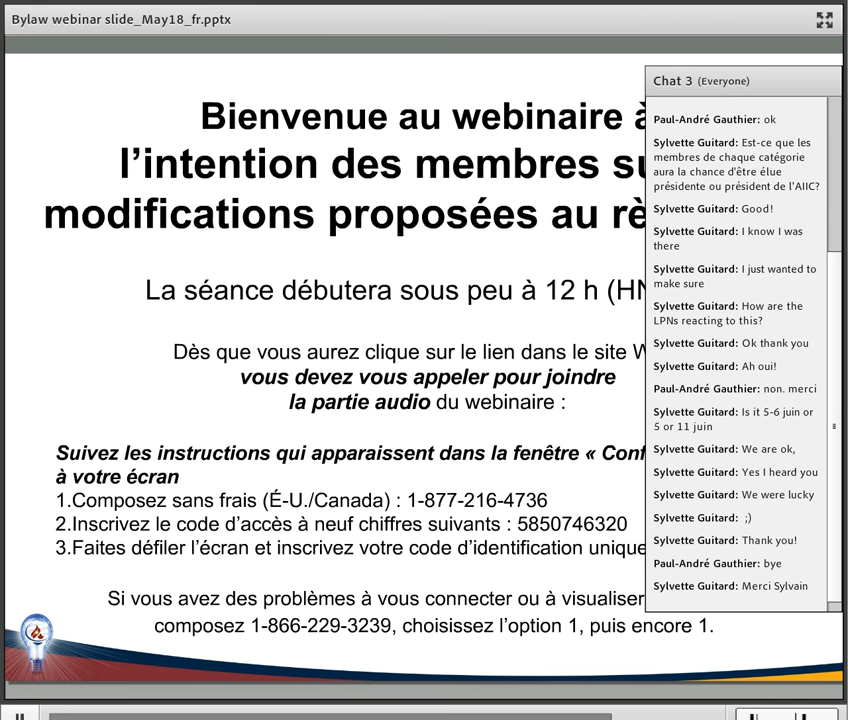 Bylaw webinar slide_May18_fr.pptx
Bienvenue au webinaire à
l'intention des membres su
modifications proposées au rè
La séance débutera sous peu à 12 h (HN
Dès que vous aurez clique sur le lien dans le site W
vous devez vous appeler pour joindre
la partie audio du webinaire :
Suivez les instructions qui apparaissent dans la fenêtre « Conf
à votre écran
1.Composez sans frais (É-U./Canada) : 1-877-216-4736
2.Inscrivez le code d'accès à neuf chiffres suivants : 5850746320
3.Faites défiler l'écran et inscrivez votre code d'identification unique
Si vous avez des problèmes à vous connecter ou à visualiser
composez 1-866-229-3239, choisissez l'option 1, puis encore 1.
Chat 3 (Everyone)
Paul-André Gauthier: ok
Sylvette Guitard: Est-ce que les
membres de chaque catégorie
aura la chance d'être élue
présidente ou président de l'AIIC?
Sylvette Guitard: Good!
Sylvette Guitard: I know I was
there
Sylvette Guitard: I just wanted to
make sure
Sylvette Guitard: How are the
LPNs reacting to this?
Sylvette Guitard: Ok thank you
Sylvette Guitard: Ah oui!
Paul-André Gauthier: non. merci
Sylvette Guitard: Is it 5-6 juin or
5 or 11 juin
Sylvette Guitard: We are ok,
Sylvette Guitard: Yes I heard you
Sylvette Guitard: We were lucky
Sylvette Guitard: ;)
Sylvette Guitard: Thank you!
Paul-André Gauthier: bye
Sylvette Guitard: Merci Sylvain